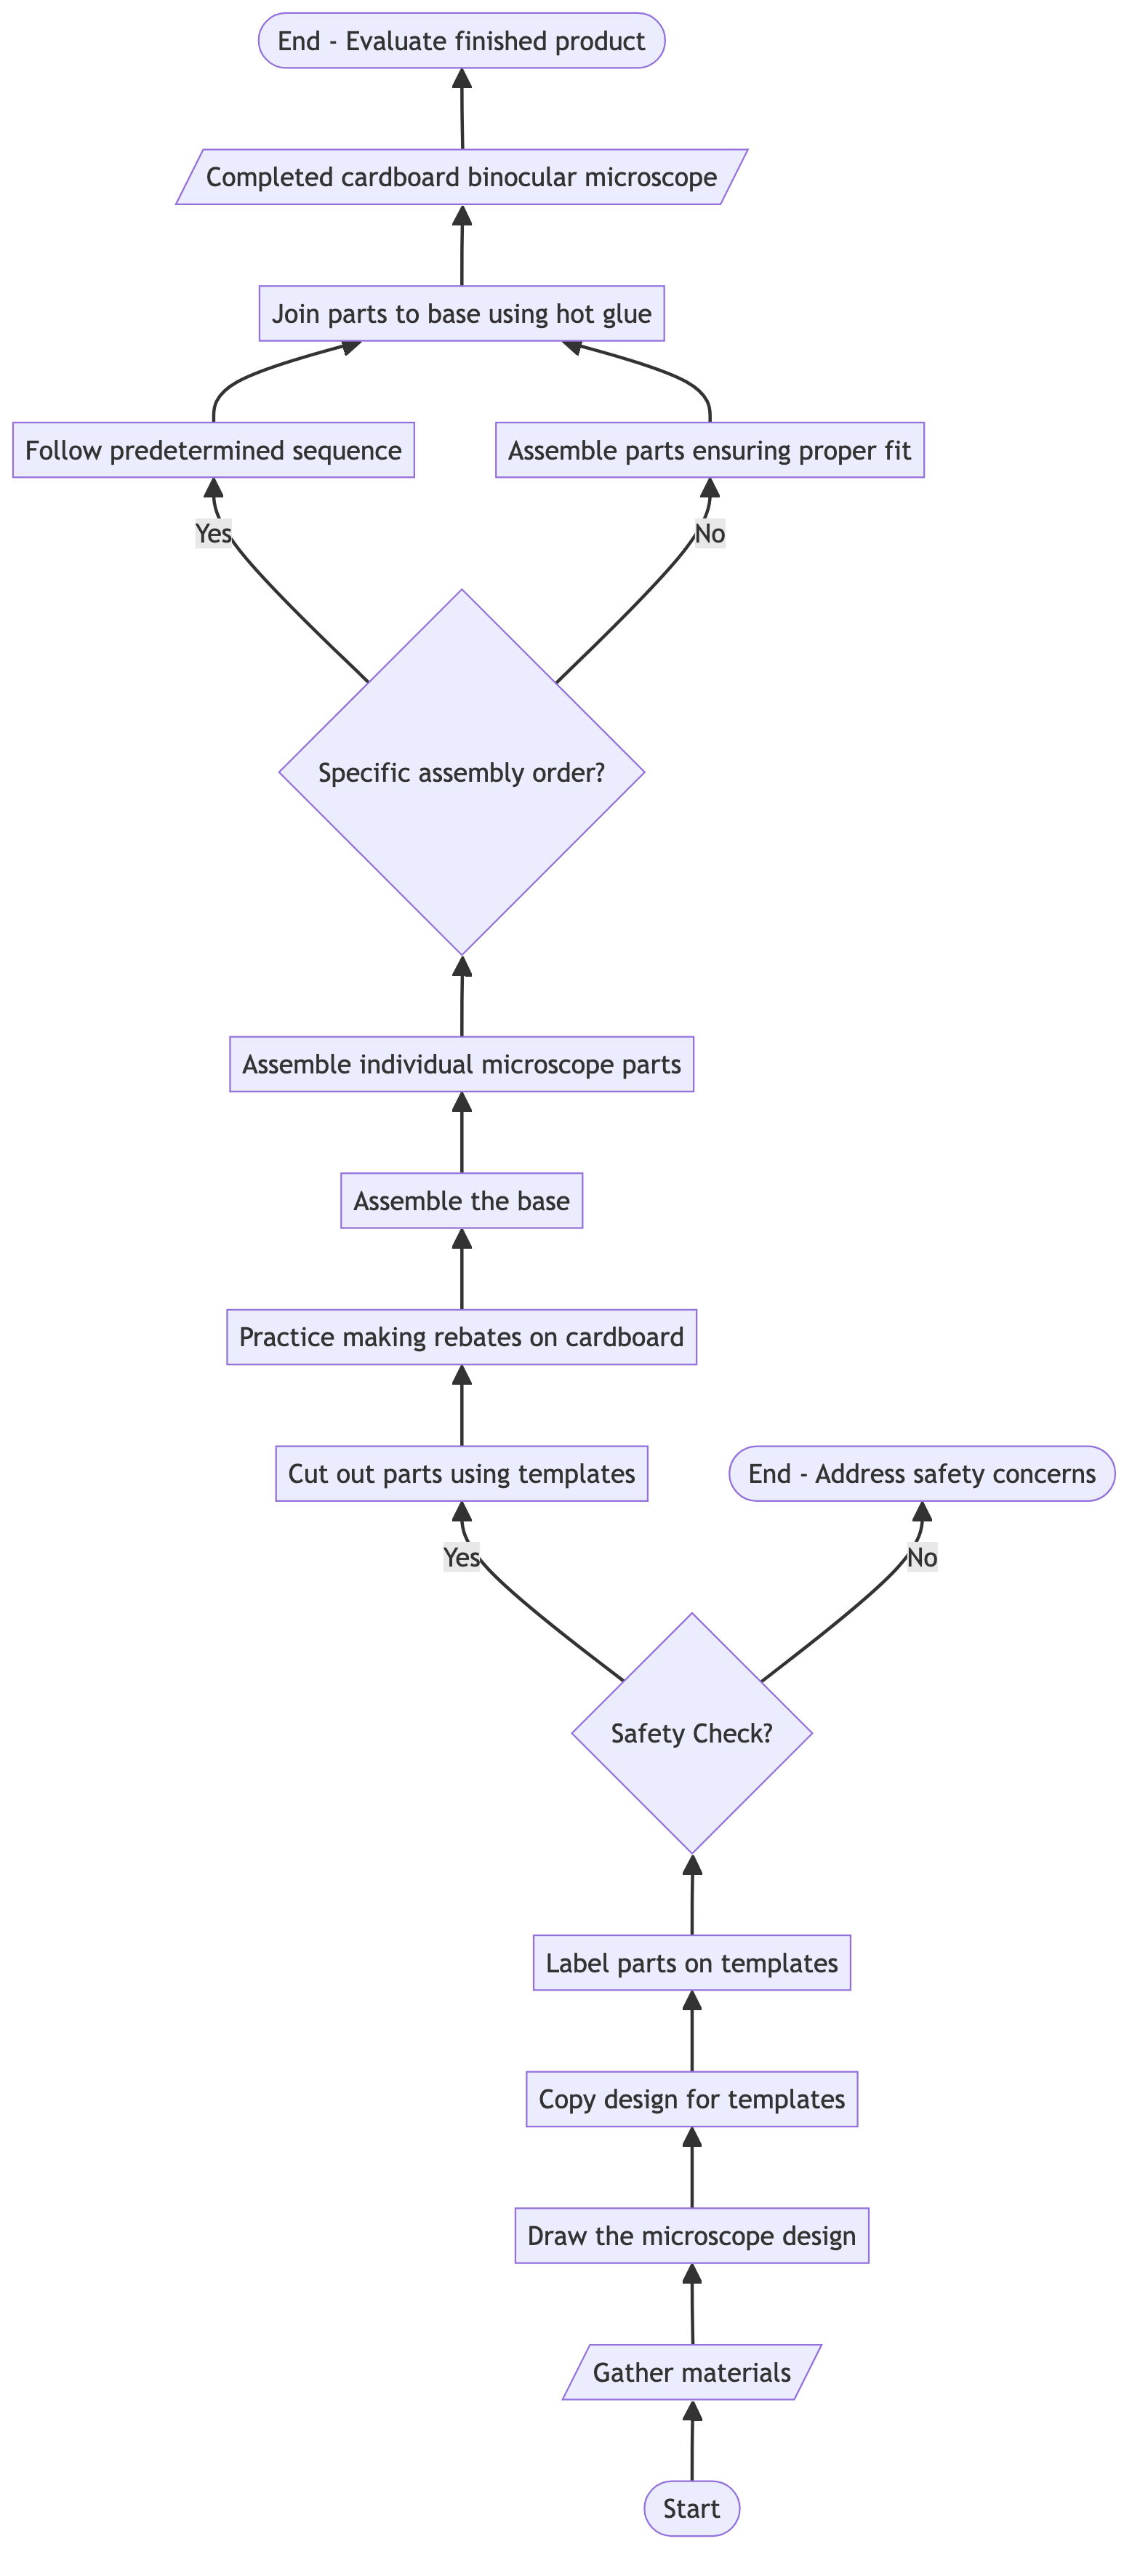 End - Evaluate finished product
Completed cardboard binocular microscope
Join parts to base using hot glue
Follow predetermined sequence
Assemble parts ensuring proper fit
Yes
No
Specific assembly order?
Assemble individual microscope parts
Assemble the base
Practice making rebates on cardboard
Cut out parts using templates
End - Address safety concerns
Yes
No
Safety Check?
Label parts on templates
Copy design for templates
Draw the microscope design
Gather materials
Start